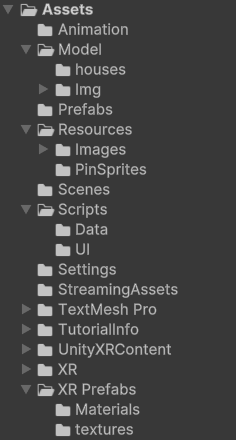 Assets
Animation
Model
houses
Img
Prefabs
Resources
Images
PinSprites
Scenes
Scripts
Data
UI
Settings
StreamingAssets
TextMesh Pro
TutorialInfo
UnityXRContent
XR
XR Prefabs
Materials
textures